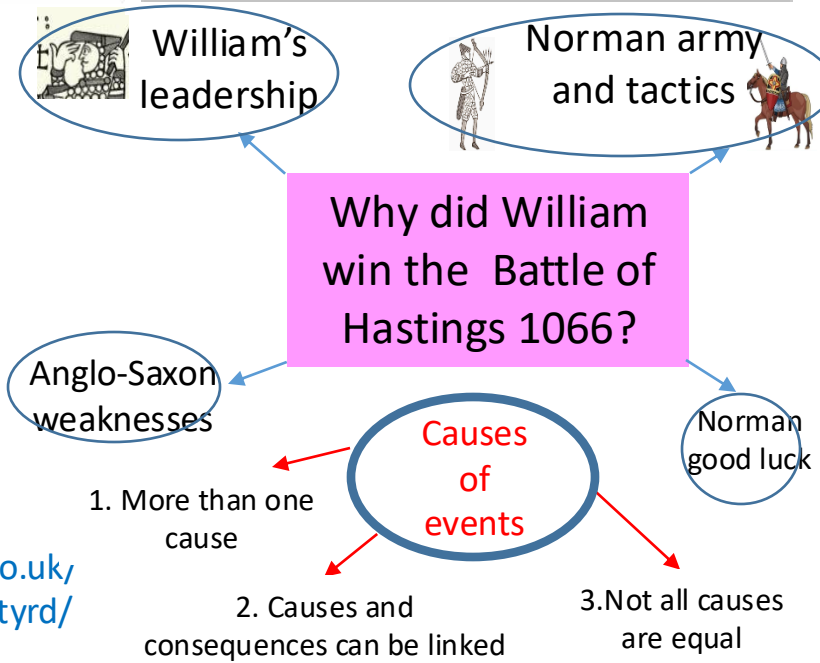 William's
leadership
Norman army
and tactics
Why did William
win the Battle of
Hastings 1066?
Anglo-Saxon
weaknesses
Norman
good luck
Causes
of
events
1. More than one
cause
2. Causes and
consequences can be linked
3.Not all causes
are equal
o.uk/
tyrd/